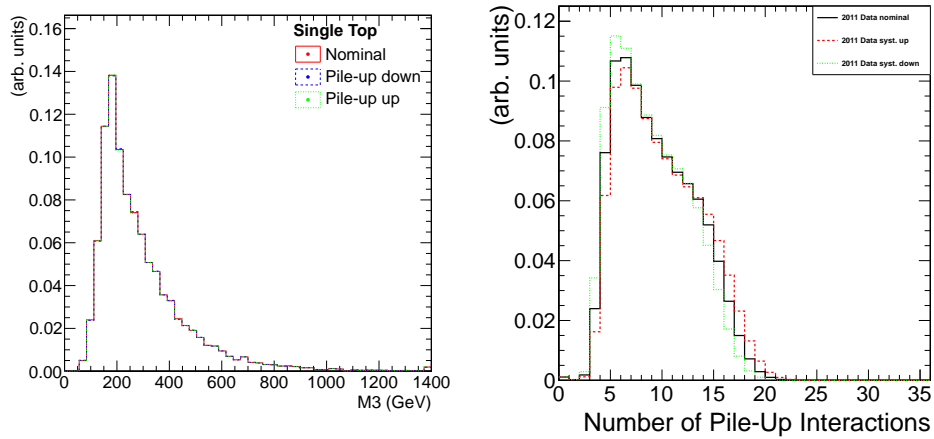 Single Top
Nominal
Pile-up down
Pile-up up
(arb. units)
0.16
0.14
0.12
0.10
0.08
0.06
0.04
0.02
0.00
0 200 400 600 800 1000 1200 1400
M3 (GeV)
2011 Data nominal
2011 Data syst. up
2011 Data syst. down
(arb. units)
0.12
0.1
0.08
0.06
0.04
0.02
0
0 5 10 15 20 25 30 35
Number of Pile-Up Interactions